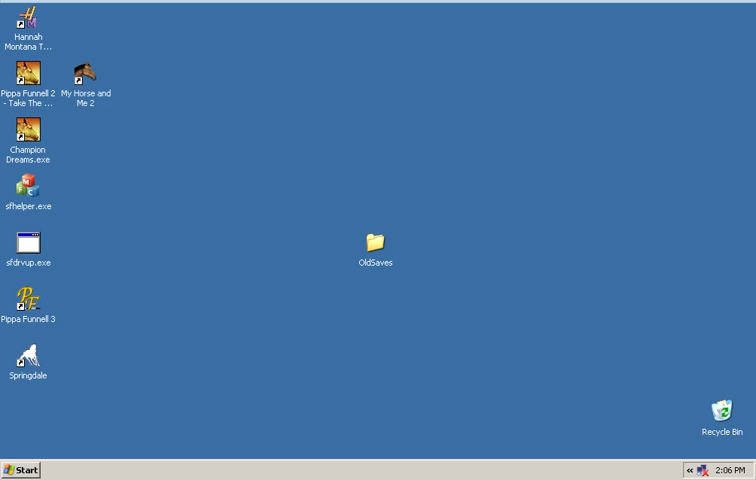 Hannah
Montana T...
Pippa Funnell 2
- Take The ...
My Horse and
Me 2
Champion
Dreams.exe
sfhelper.exe
sfdrvup.exe
Pippa Funnell 3
Springdale
OldSaves
Recycle Bin
Start
2:06 PM